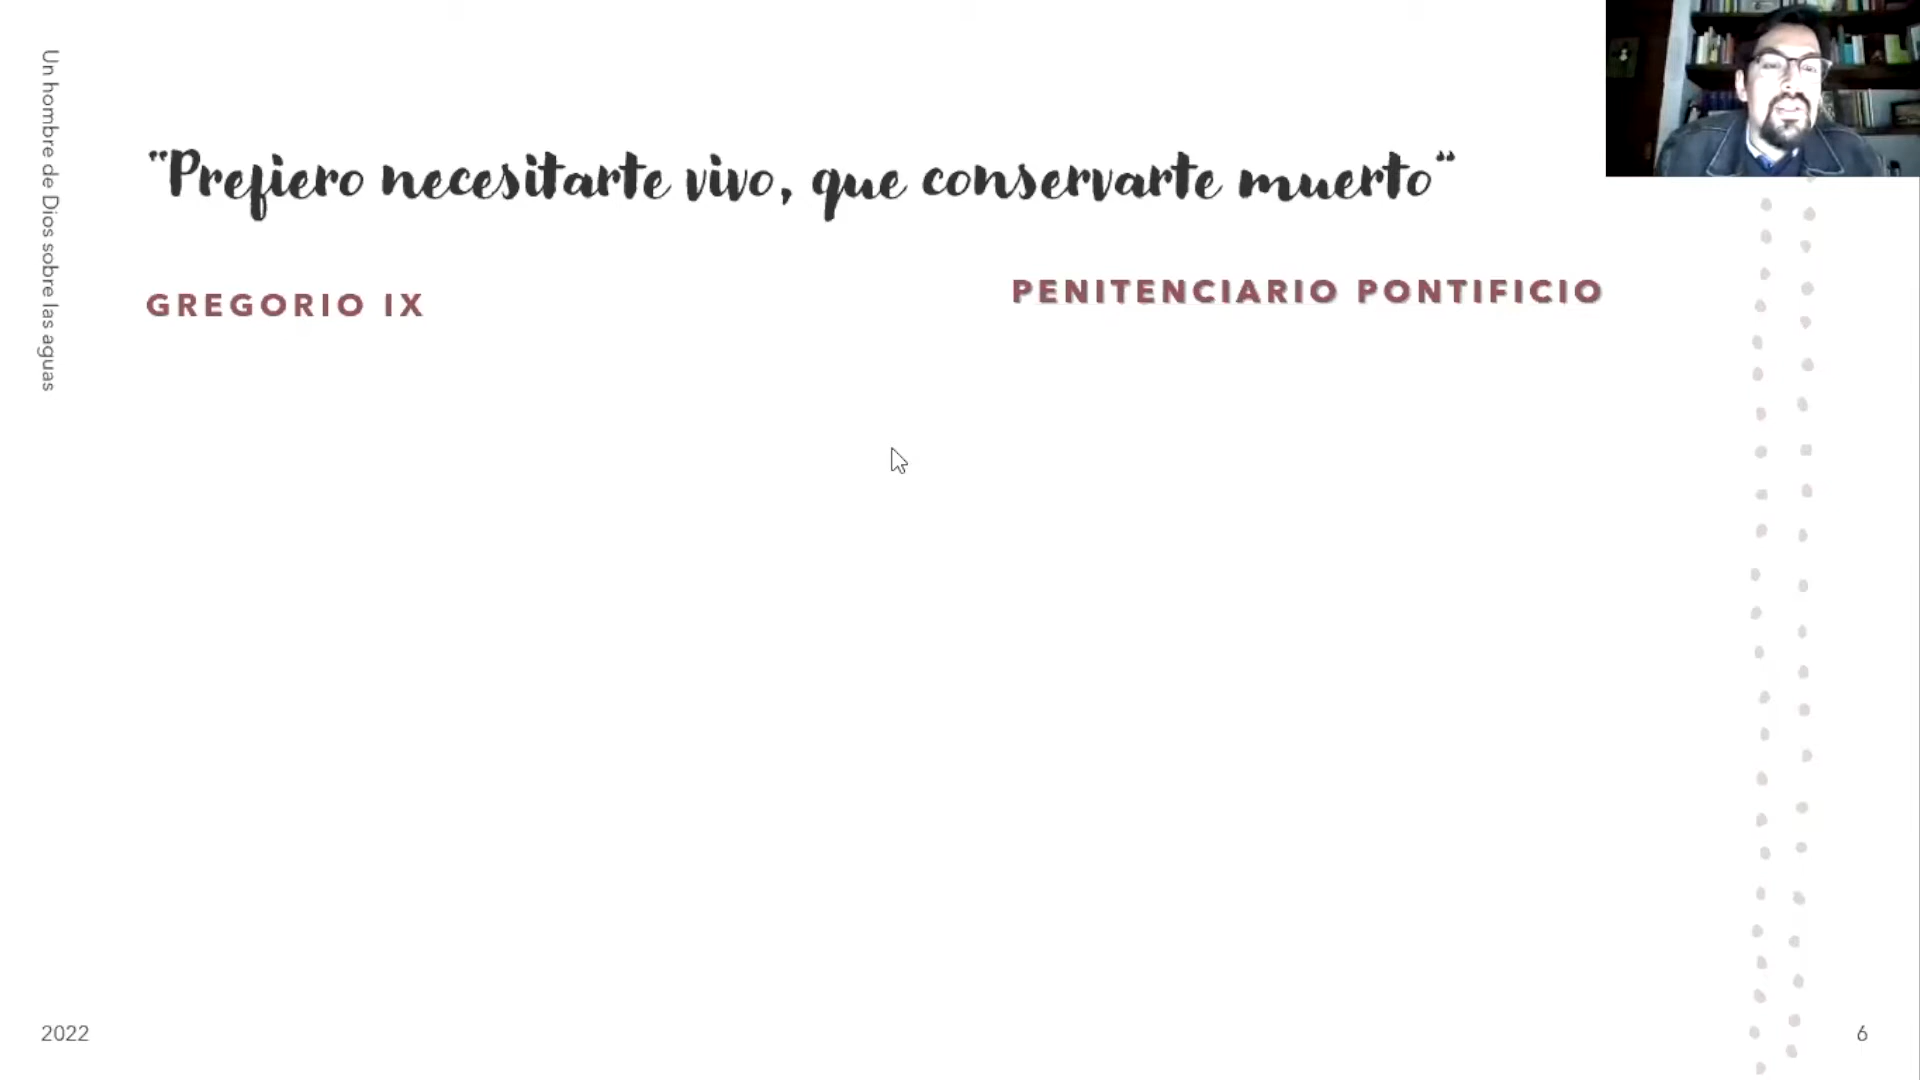 Un hombre de Dios sobre las aguas
"Prefiero necesitarte vivo, que conservarte muerto"
GREGORIO IX
PENITENCIARIO PONTIFICIO
2022
6